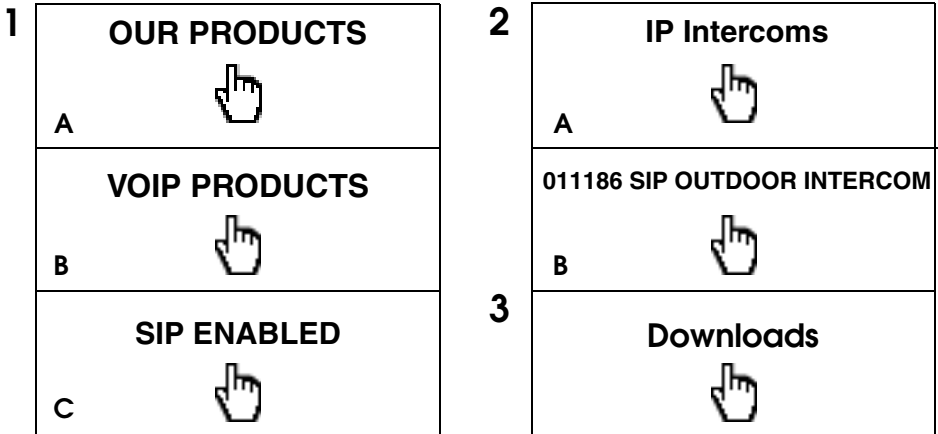 1
OUR PRODUCTS
A
VOIP PRODUCTS
B
SIP ENABLED
C
2
IP Intercoms
A
011186 SIP OUTDOOR INTERCOM
B
3
Downloads